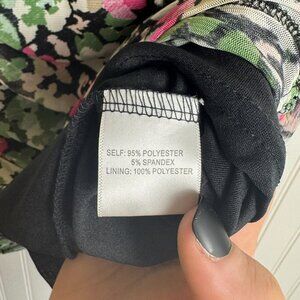 SELF: 95% POLYESTER
5% SPANDEX
LINING: 100% POLYESTER